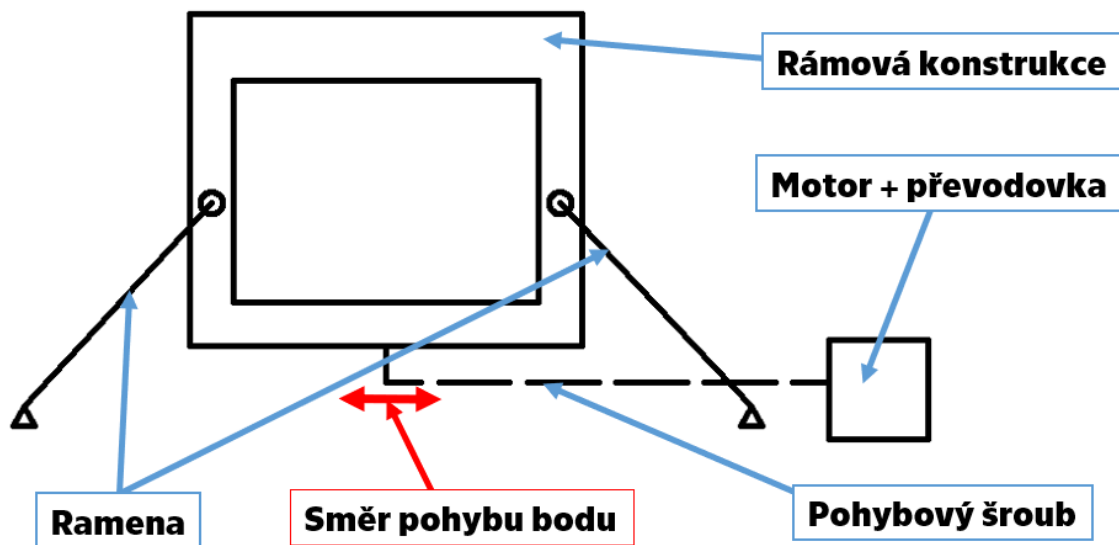 Rámová konstrukce
Motor + převodovka
Ramena
Směr pohybu bodu
Pohybový šroub